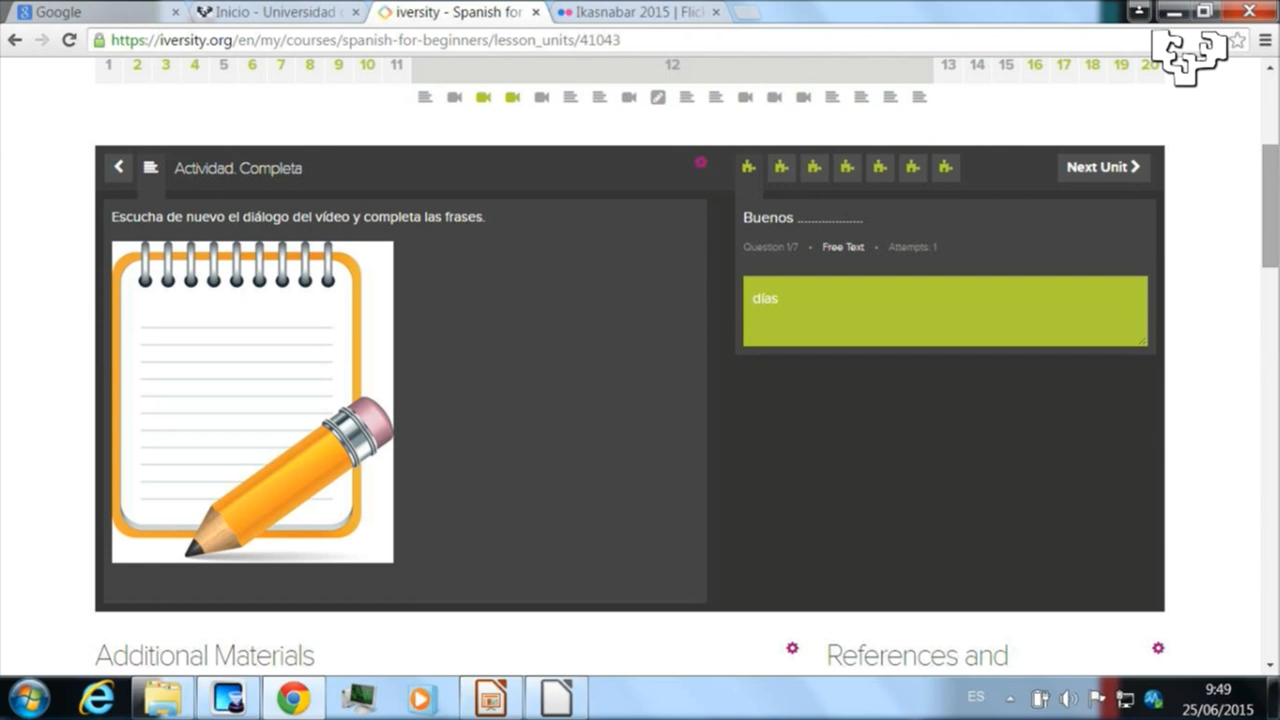 Google
Inicio - Universidad
iversity - Spanish for
Ikasnabar 2015 | Flic
https://iversity.org/en/my/courses/spanish-for-beginners/lesson_units/41043
1 2 3 4 5 6 7 8 9 10 11 12 13 14 15 16 17 18 19 20
Actividad. Completa
Next Unit
Escucha de nuevo el diálogo del vídeo y completa las frases.
Buenos ..................
Question 1/7 • Free Text • Attempts: 1
días
Additional Materials
References and
ES
9:49
25/06/2015